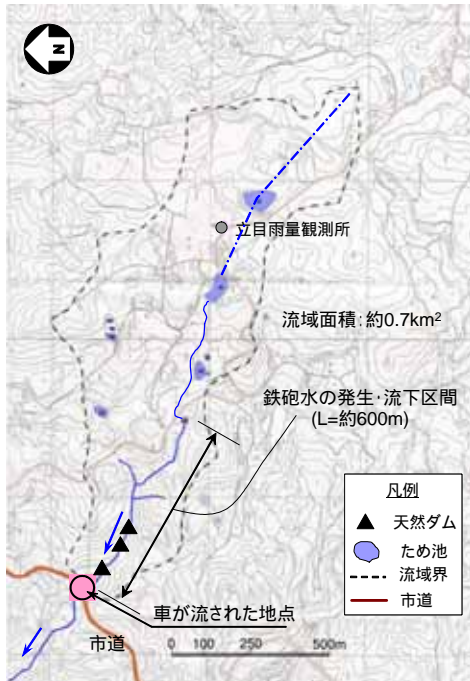 N
立目雨量観測所
流域面積:約0.7km²
鉄砲水の発生・流下区間
(L=約600m)
凡例
天然ダム
ため池
流域界
市道
車が流された地点
市道
0 100 200 500m